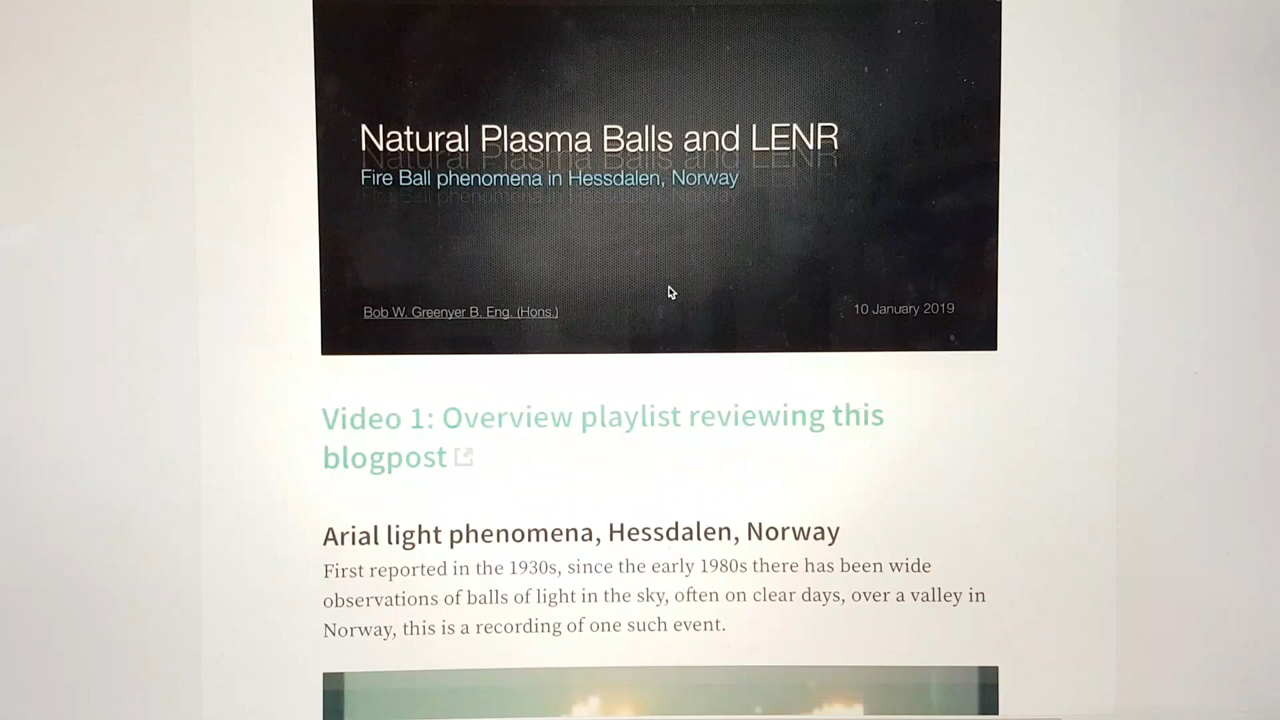 Natural Plasma Balls and LENR
Fire Ball phenomena in Hessdalen, Norway
Bob W. Greenyer B. Eng. (Hons.)
10 January 2019
Video 1: Overview playlist reviewing this
blogpost
Arial light phenomena, Hessdalen, Norway
First reported in the 1930s, since the early 1980s there has been wide
observations of balls of light in the sky, often on clear days, over a valley in
Norway, this is a recording of one such event.